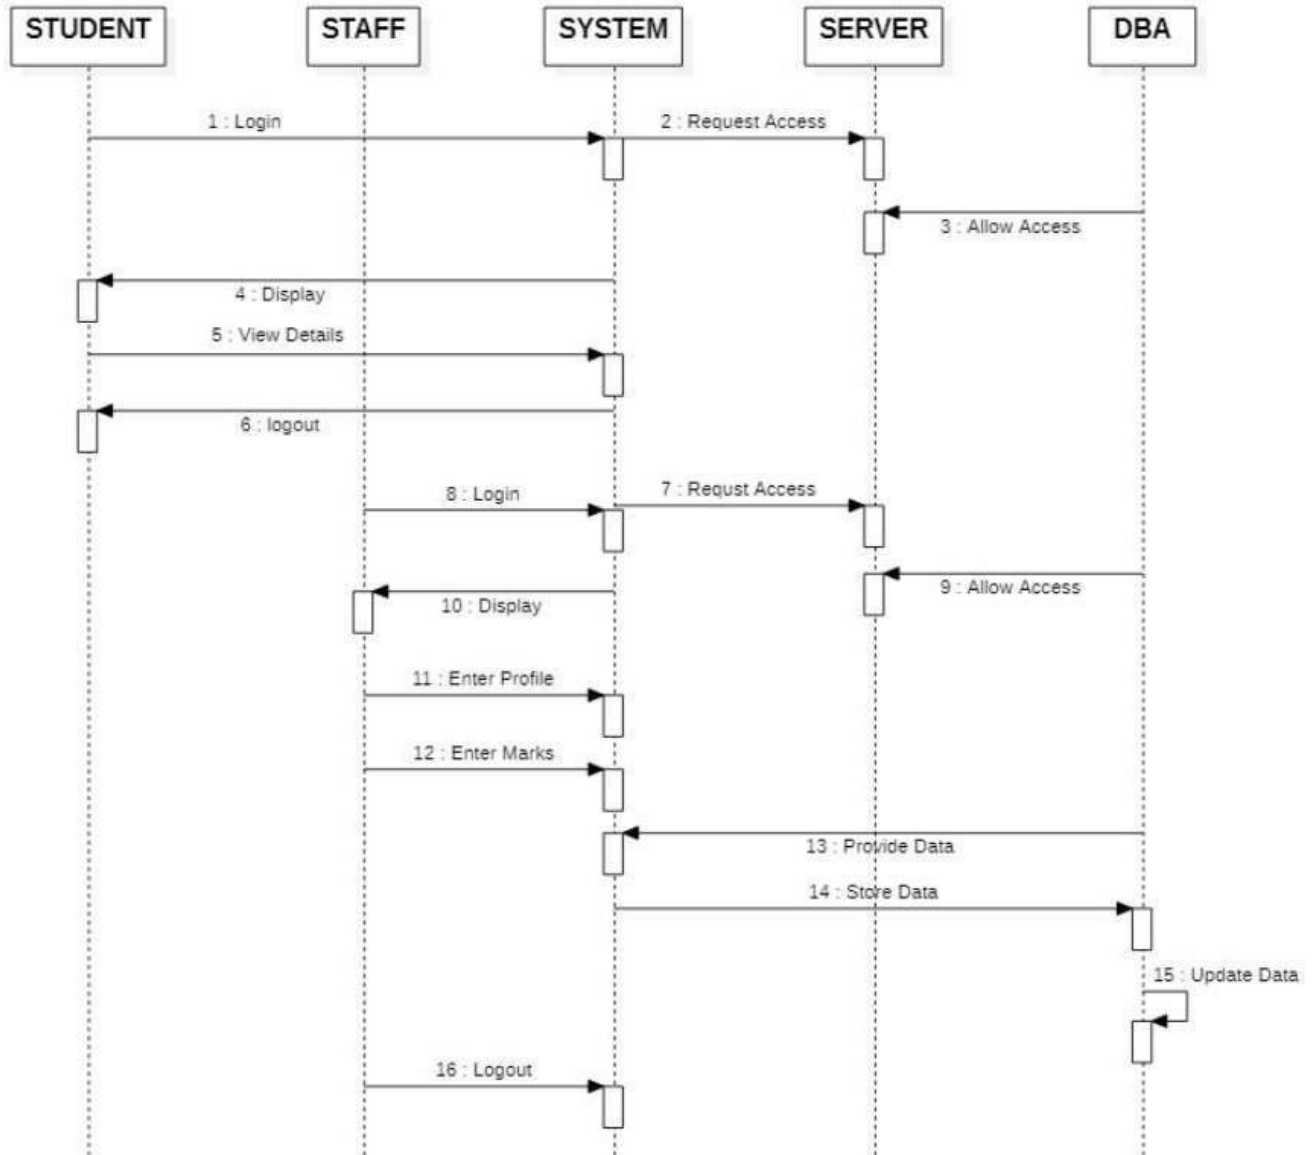 STUDENT
STAFF
SYSTEM
SERVER
DBA
1 : Login
2 : Request Access
3 : Allow Access
4 : Display
5 : View Details
6 : logout
8 : Login
7 : Requst Access
9 : Allow Access
10 : Display
11 : Enter Profile
12 : Enter Marks
13 : Provide Data
14 : Store Data
15 : Update Data
16 : Logout